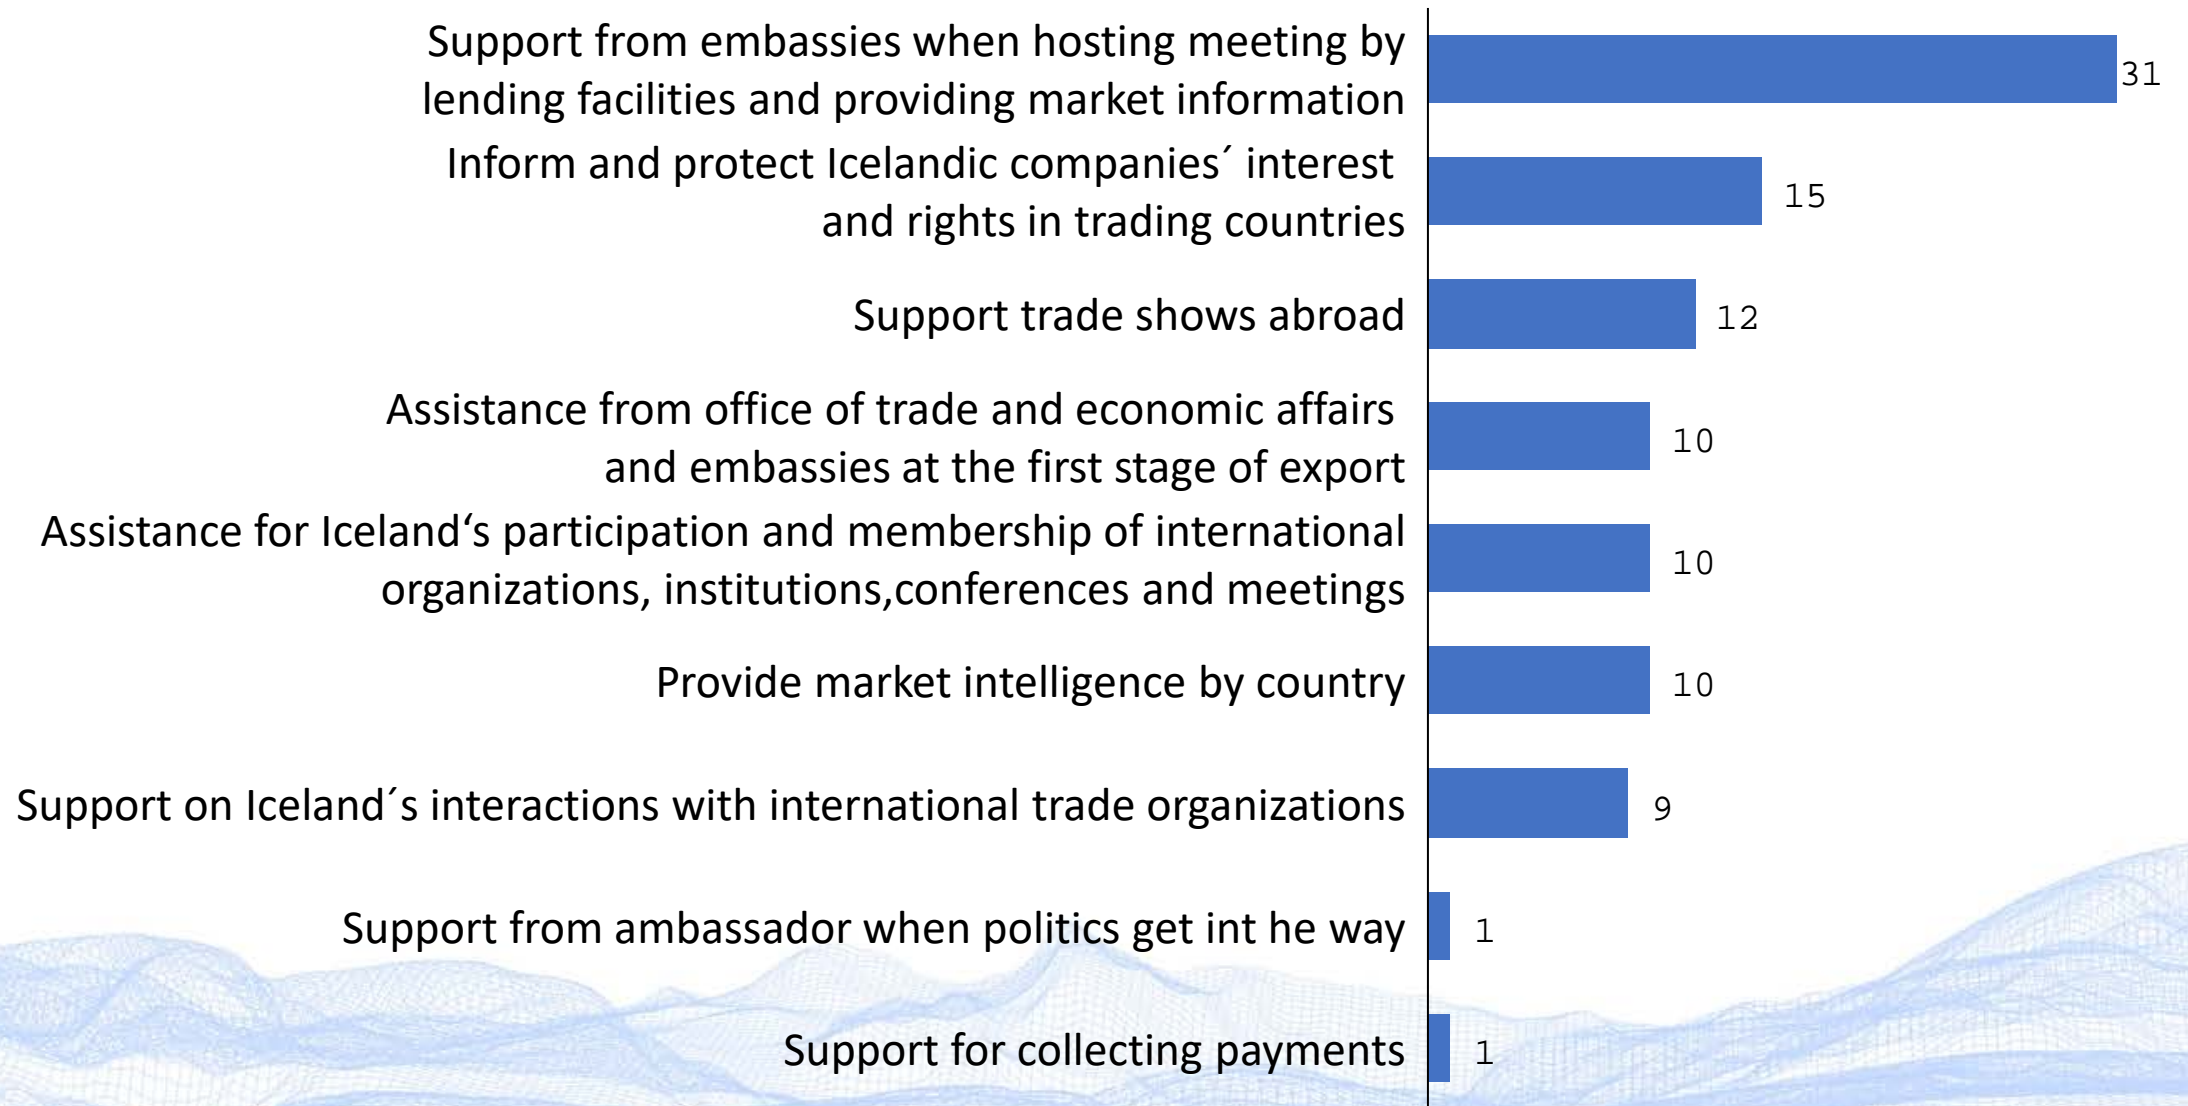 Support from embassies when hosting meeting by
lending facilities and providing market information
31
Inform and protect Icelandic companies´ interest
and rights in trading countries
15
Support trade shows abroad
12
Assistance from office of trade and economic affairs
and embassies at the first stage of export
10
Assistance for Iceland‘s participation and membership of international
organizations, institutions,conferences and meetings
10
Provide market intelligence by country
10
Support on Iceland´s interactions with international trade organizations
9
Support from ambassador when politics get int he way
1
Support for collecting payments
1